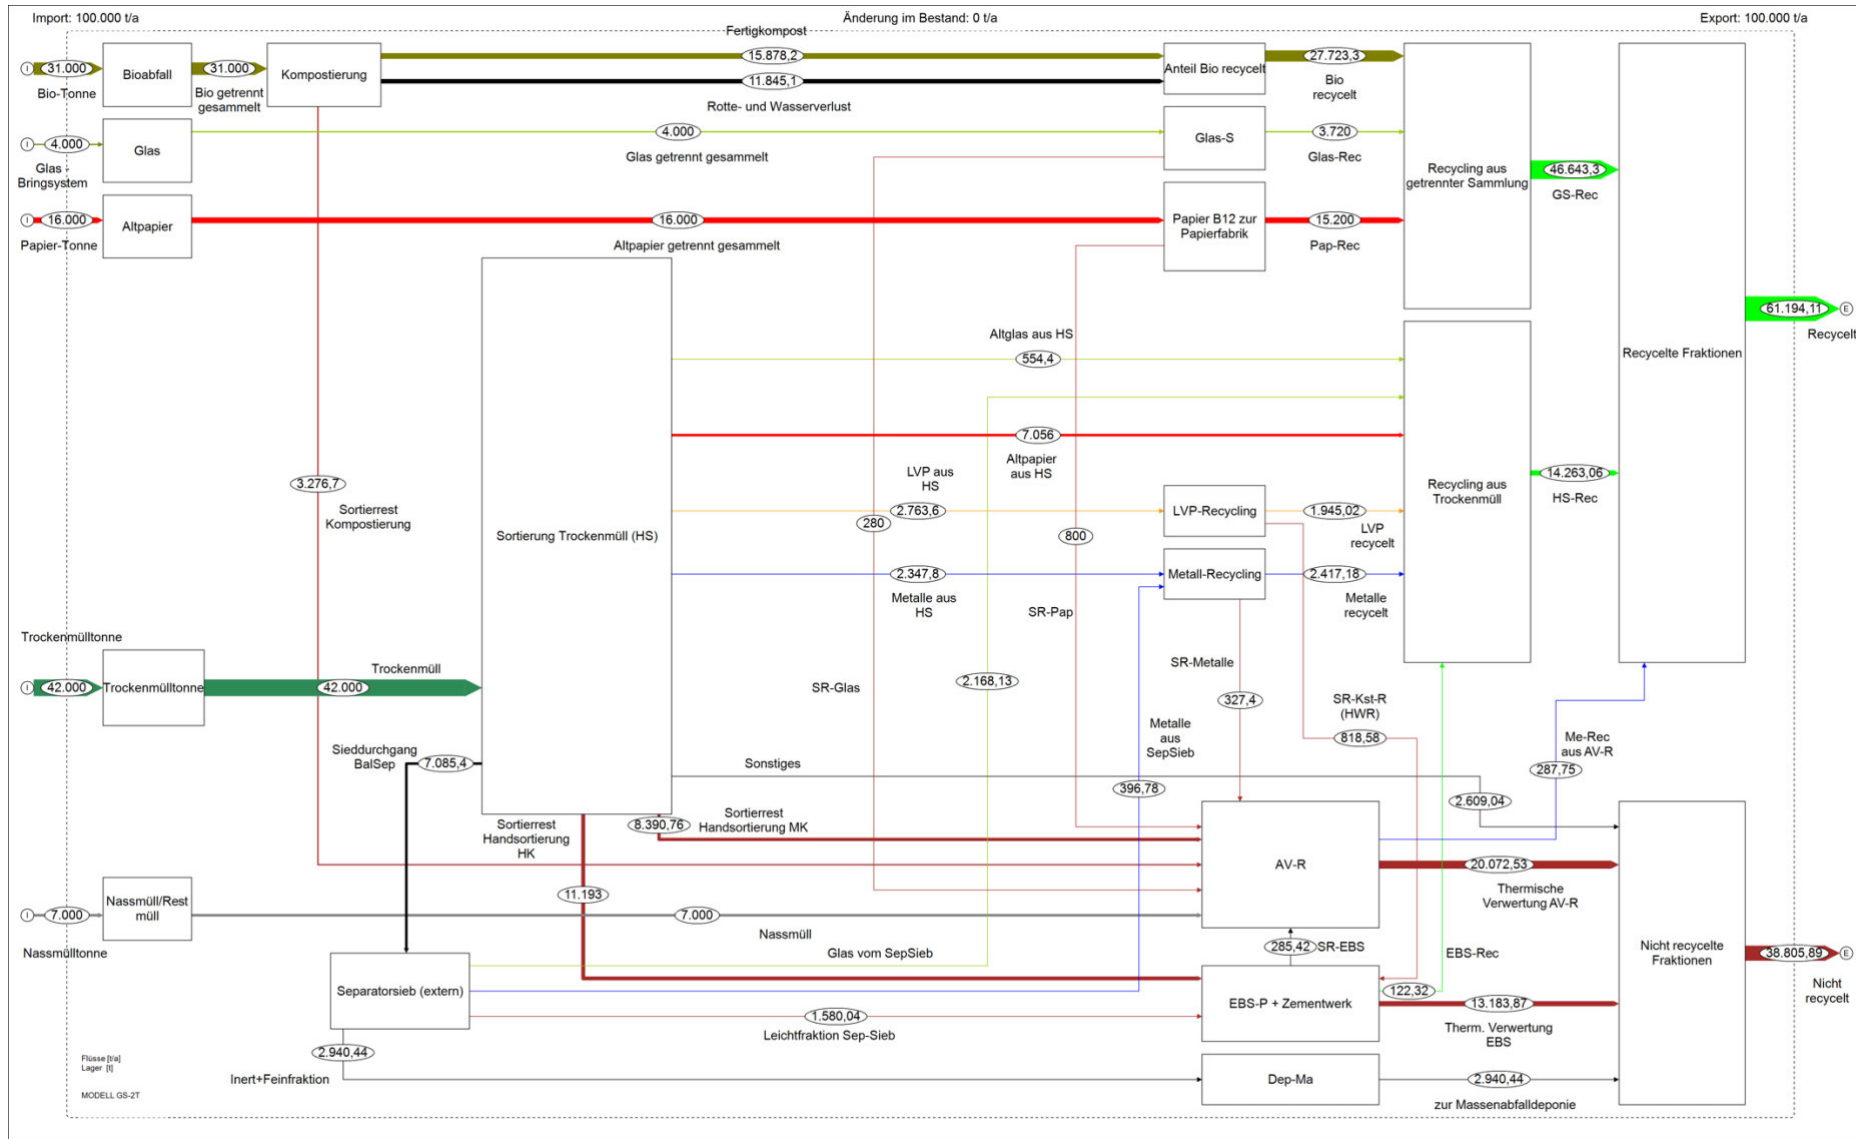 Import: 100.000 t/a
Änderung im Bestand: 0 t/a
Export: 100.000 t/a
Fertigkompost
I
31.000
Bio-Tonne
Bioabfall
31.000
Bio getrennt
gesammelt
Kompostierung
15.878,2
11.845,1
Rotte- und Wasserverlust
Anteil Bio recycelt
27.723,3
Bio
recycelt
I
4.000
Glas -
Bringsystem
Glas
4.000
Glas getrennt gesammelt
Glas-S
3.720
Glas-Rec
Recycling aus
getrennter Sammlung
46.643,3
GS-Rec
I
16.000
Papier-Tonne
Altpapier
16.000
Altpapier getrennt gesammelt
Papier B12 zur
Papierfabrik
15.200
Pap-Rec
61.194,11
E
Recycelt
Recycelte Fraktionen
Altglas aus HS
554,4
7.056
Altpapier
aus HS
LVP aus
HS
2.763,6
LVP-Recycling
1.945,02
LVP
recycelt
Recycling aus
Trockenmüll
14.263,06
HS-Rec
3.276,7
Sortierrest
Kompostierung
Sortierung Trockenmüll (HS)
280
800
2.347,8
Metalle aus
HS
Metall-Recycling
2.417,18
Metalle
recycelt
SR-Pap
Trockenmülltonne
I
42.000
Trockenmülltonne
Trockenmüll
42.000
SR-Glas
2.168,13
SR-Metalle
327,4
SR-Kst-R
(HWR)
818,58
Metalle
aus
SepSieb
396,78
Me-Rec
aus AV-R
287,75
Sieddurchgang
BalSep
7.085,4
Sonstiges
2.609,04
Sortierrest
Handsortierung
HK
8.390,76
Sortierrest
Handsortierung MK
11.193
AV-R
20.072,53
Thermische
Verwertung AV-R
I
7.000
Nassmülltonne
Nassmüll/Rest
müll
7.000
Nassmüll
Glas vom SepSieb
285,42
SR-EBS
EBS-Rec
Nicht recycelte
Fraktionen
38.805,89
E
Nicht
recycelt
Separatorsieb (extern)
1.580,04
Leichtfraktion Sep-Sieb
EBS-P + Zementwerk
122,32
13.183,87
Therm. Verwertung
EBS
2.940,44
Inert+Feinfraktion
Dep-Ma
2.940,44
zur Massenabfalldeponie
Flüsse [t/a]
Lager [t]
MODELL GS-2T